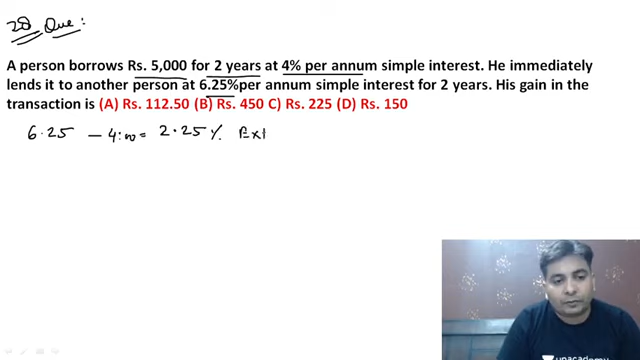 28 Que:
A person borrows Rs. 5,000 for 2 years at 4% per annum simple interest. He immediately
lends it to another person at 6.25%per annum simple interest for 2 years. His gain in the
transaction is (A) Rs. 112.50 (B) Rs. 450 C) Rs. 225 (D) Rs. 150
6.25 – 4.00 = 2.25 % Ext
unacademy